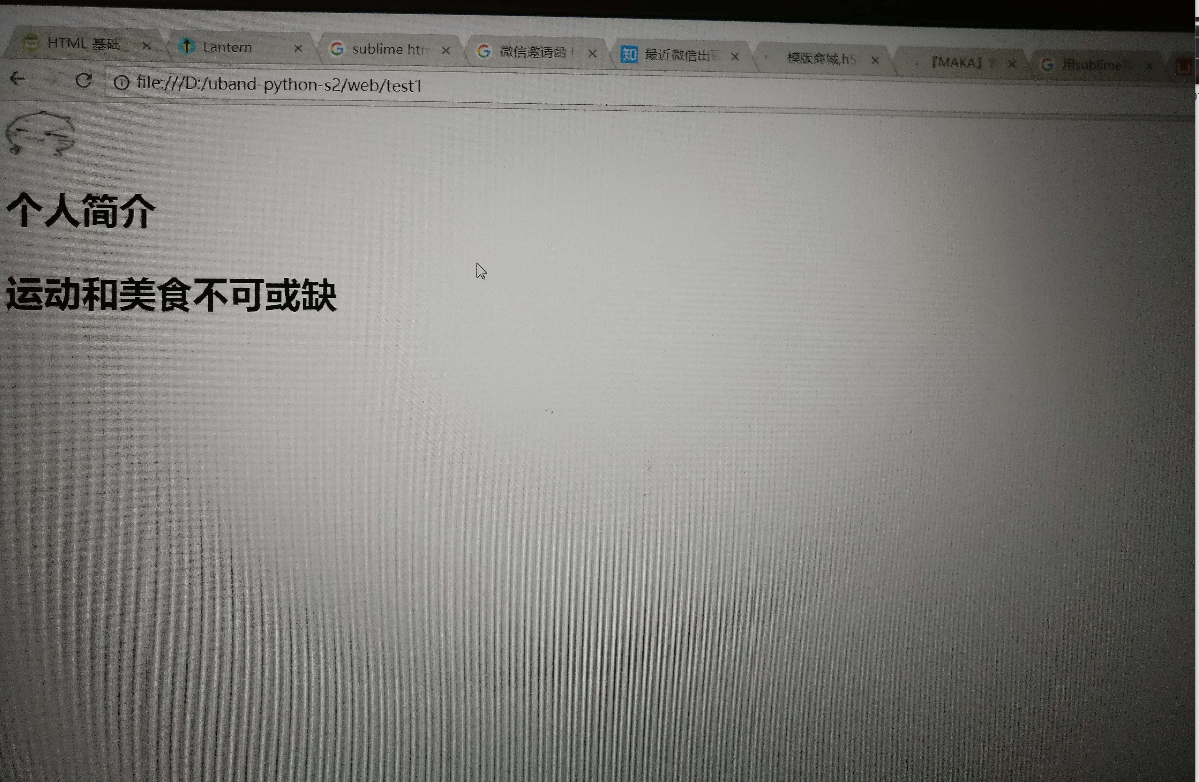 HTML 基础
Lantern
sublime htm
微信邀请函
最近微信出
模版商城.h5
『MAKA』
用sublime
file:///D:/uband-python-s2/web/test1
个人简介
运动和美食不可或缺